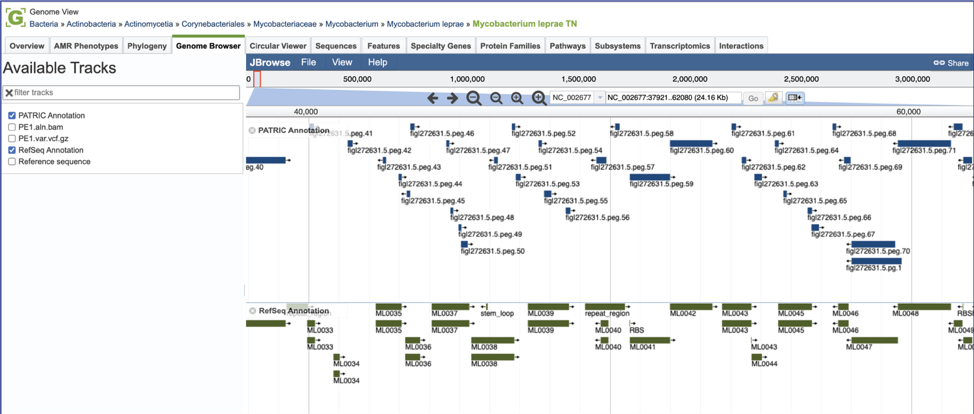 Genome View
Bacteria » Actinobacteria » Actinomycetia » Corynebacteriales » Mycobacteriaceae » Mycobacterium » Mycobacterium leprae » Mycobacterium leprae TN
Overview AMR Phenotypes Phylogeny Genome Browser Circular Viewer Sequences Features Specialty Genes Protein Families Pathways Subsystems Transcriptomics Interactions
Available Tracks
filter tracks
PATRIC Annotation
PE1.aln.bam
PE1.var.vcf.gz
RefSeq Annotation
Reference sequence
JBrowse File View Help Share
0 500,000 1,000,000 1,500,000 2,000,000 2,500,000 3,000,000
NC_002677 NC_002677:37921..62080 (24.16 Kb) Go
40,000 60,000
PATRIC Annotation
.5.peg.41 fig|272631.5.peg.46 fig|272631.5.peg.52 fig|272631.5.peg.58 fig|272631.5.peg.61 fig|272631.5.peg.68
fig|272631.5.peg.42 fig|272631.5.peg.47 fig|272631.5.peg.54 fig|272631.5.peg.60 fig|272631.5.peg.64 fig|272631.5.peg.71
peg.40 fig|272631.5.peg.43 fig|272631.5.peg.51 fig|272631.5.peg.57 fig|272631.5.peg.62 fig|272631.5.peg.69
fig|272631.5.peg.44 fig|272631.5.peg.53 fig|272631.5.peg.59 fig|272631.5.peg.63
fig|272631.5.peg.45 fig|272631.5.peg.55 fig|272631.5.peg.65
fig|272631.5.peg.48 fig|272631.5.peg.56 fig|272631.5.peg.66
fig|272631.5.peg.49 fig|272631.5.peg.67
fig|272631.5.peg.50 fig|272631.5.peg.70
fig|272631.5.pg.1
RefSeq Annotation
ML0035 ML0037 stem_loop ML0039 repeat_region ML0042 ML0043 ML0045 ML0046 ML0048 RBS
ML0033 ML0035 ML0037 ML0039 ML0040 RBS ML0043 ML0045 ML0046 ML0049
ML0033 ML0036 ML0038 ML0040 ML0041 ML0043 ML0047
ML0034 ML0036 ML0038 ML0044
ML0034